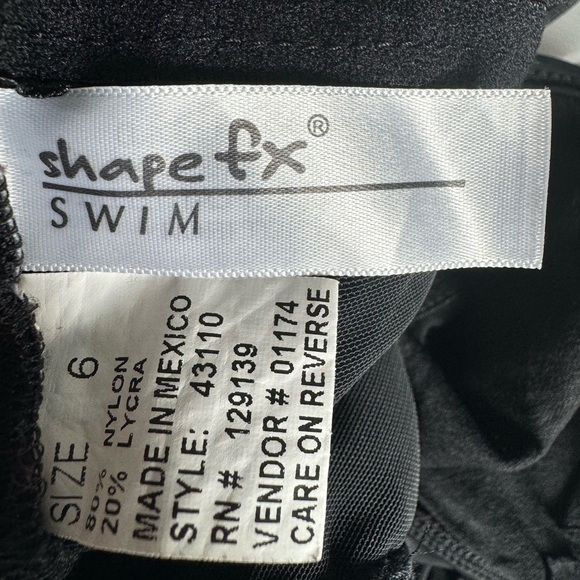 shape fx®
SWIM
SIZE 6
80% NYLON
20% LYCRA
MADE IN MEXICO
STYLE: 43110
RN # 129139
VENDOR # 01174
CARE ON REVERSE